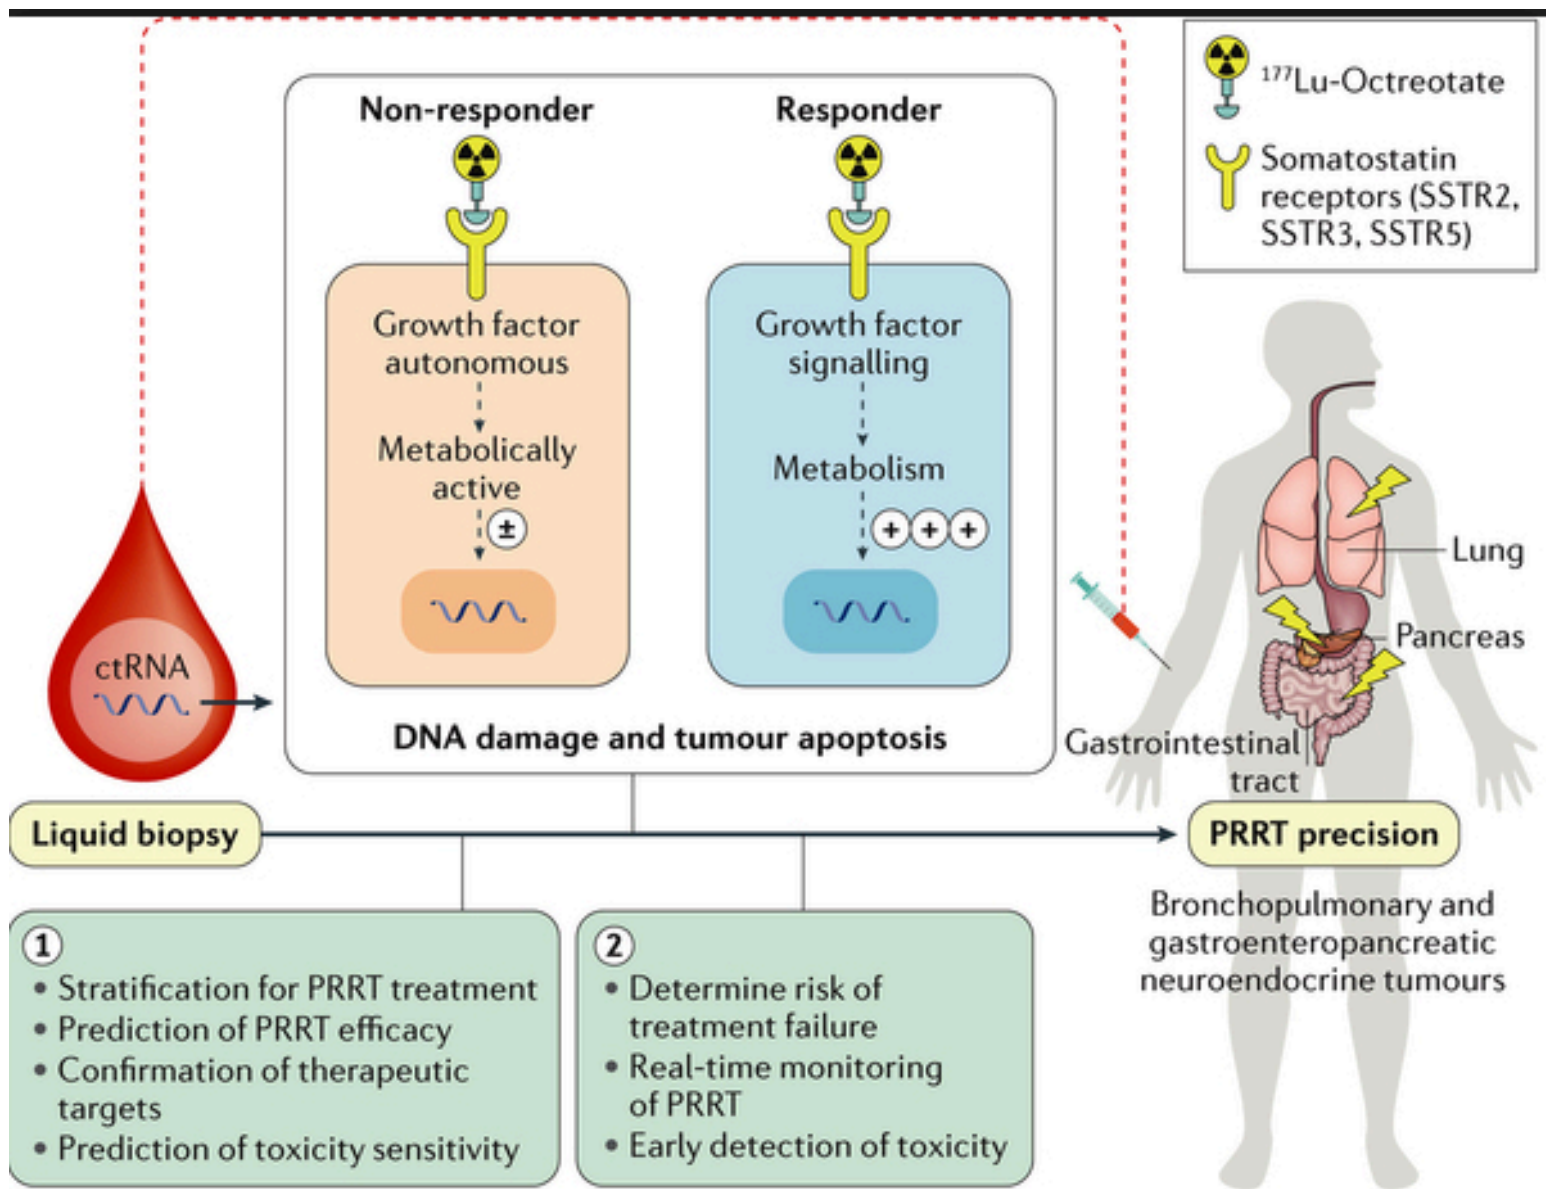 Non-responder
Responder
177Lu-Octreotate
Somatostatin
receptors (SSTR2,
SSTR3, SSTR5)
Growth factor
autonomous
Metabolically
active
±
Growth factor
signalling
Metabolism
+ + +
ctRNA
DNA damage and tumour apoptosis
Lung
Pancreas
Gastrointestinal
tract
Liquid biopsy
PRRT precision
Bronchopulmonary and
gastroenteropancreatic
neuroendocrine tumours
1
• Stratification for PRRT treatment
• Prediction of PRRT efficacy
• Confirmation of therapeutic
targets
• Prediction of toxicity sensitivity
2
• Determine risk of
treatment failure
• Real-time monitoring
of PRRT
• Early detection of toxicity